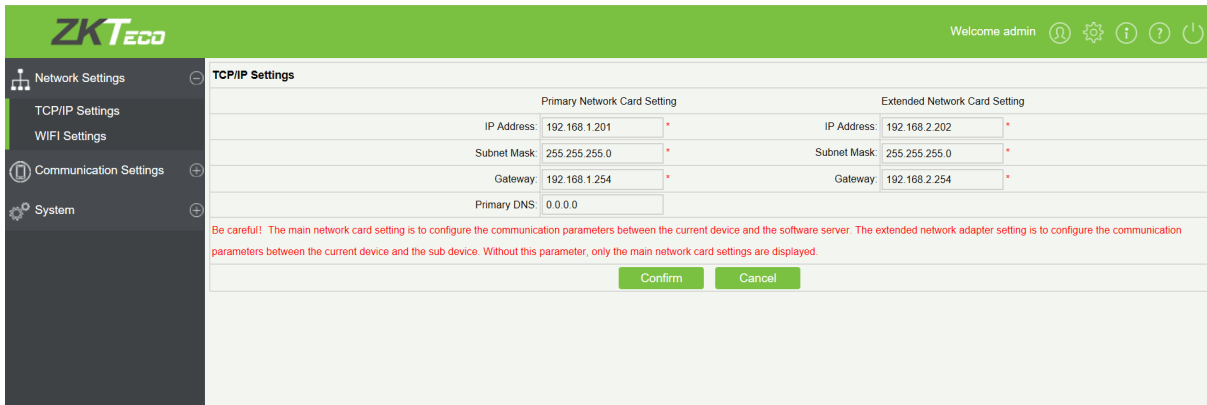 ZKTECO
Welcome admin
Network Settings
TCP/IP Settings
WIFI Settings
Communication Settings
System
TCP/IP Settings
Primary Network Card Setting
Extended Network Card Setting
IP Address: 192.168.1.201 *
IP Address: 192.168.2.202 *
Subnet Mask: 255.255.255.0 *
Subnet Mask: 255.255.255.0 *
Gateway: 192.168.1.254 *
Gateway: 192.168.2.254 *
Primary DNS: 0.0.0.0
Be careful! The main network card setting is to configure the communication parameters between the current device and the software server. The extended network adapter setting is to configure the communication
parameters between the current device and the sub device. Without this parameter, only the main network card settings are displayed.
Confirm
Cancel